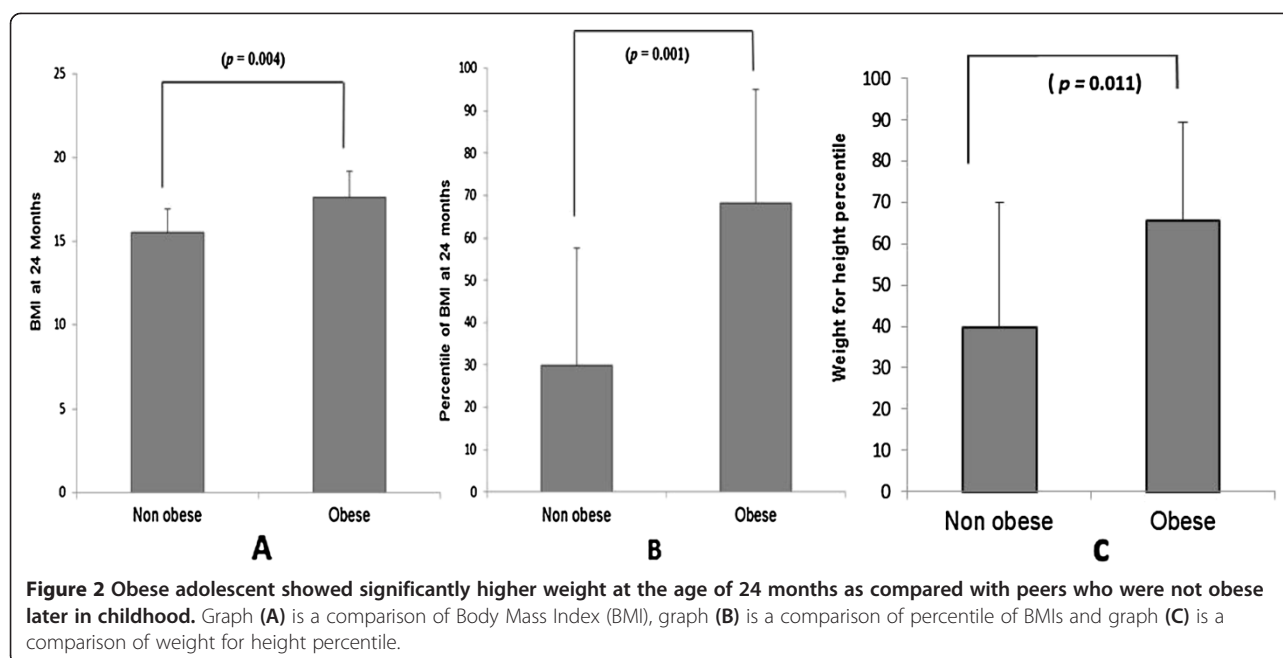 (p = 0.004)
BMI at 24 Months
25
20
15
10
5
0
Non obese Obese
A
(p = 0.001)
Percentile of BMI at 24 months
100
90
80
70
60
50
40
30
20
10
0
Non obese Obese
B
( p = 0.011)
Weight for height percentile
100
90
80
70
60
50
40
30
20
10
0
Non obese Obese
C
Figure 2 Obese adolescent showed significantly higher weight at the age of 24 months as compared with peers who were not obese
later in childhood. Graph (A) is a comparison of Body Mass Index (BMI), graph (B) is a comparison of percentile of BMIs and graph (C) is a
comparison of weight for height percentile.